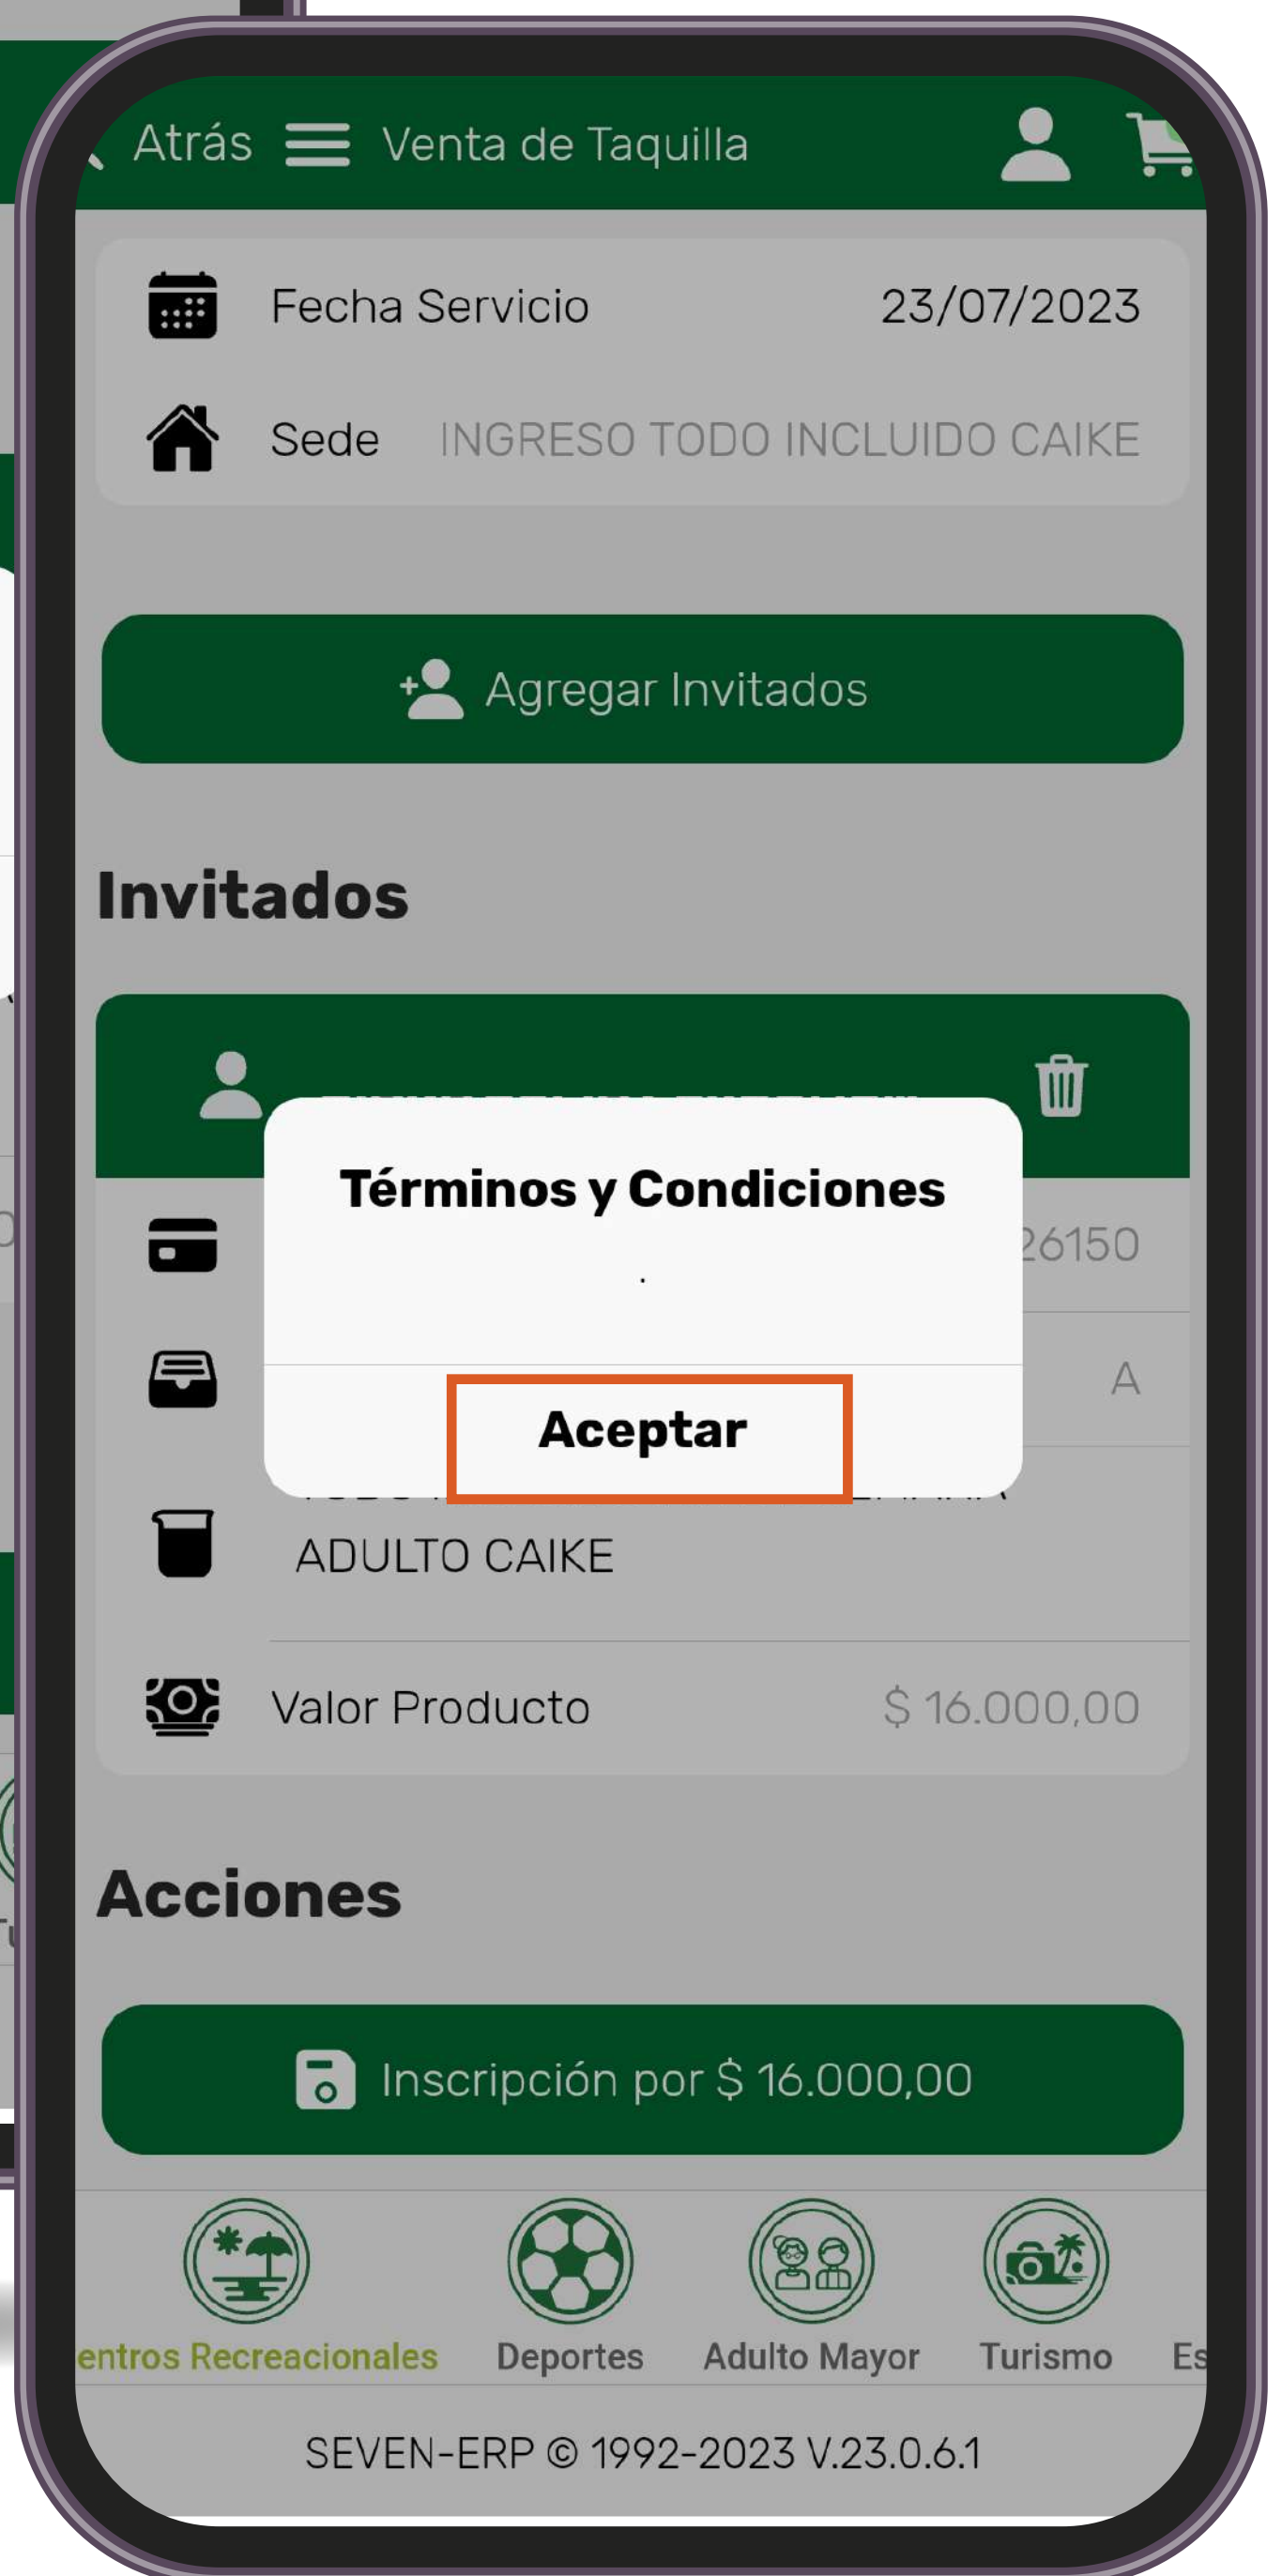 Atrás Venta de Taquilla
Fecha Servicio 23/07/2023
Sede INGRESO TODO INCLUIDO CAIKE
Agregar Invitados
Invitados
Términos y Condiciones
.
26150
A
Aceptar
ADULTO CAIKE
Valor Producto $ 16.000,00
Acciones
Inscripción por $ 16.000,00
entros Recreacionales Deportes Adulto Mayor Turismo Es
SEVEN-ERP © 1992-2023 V.23.0.6.1